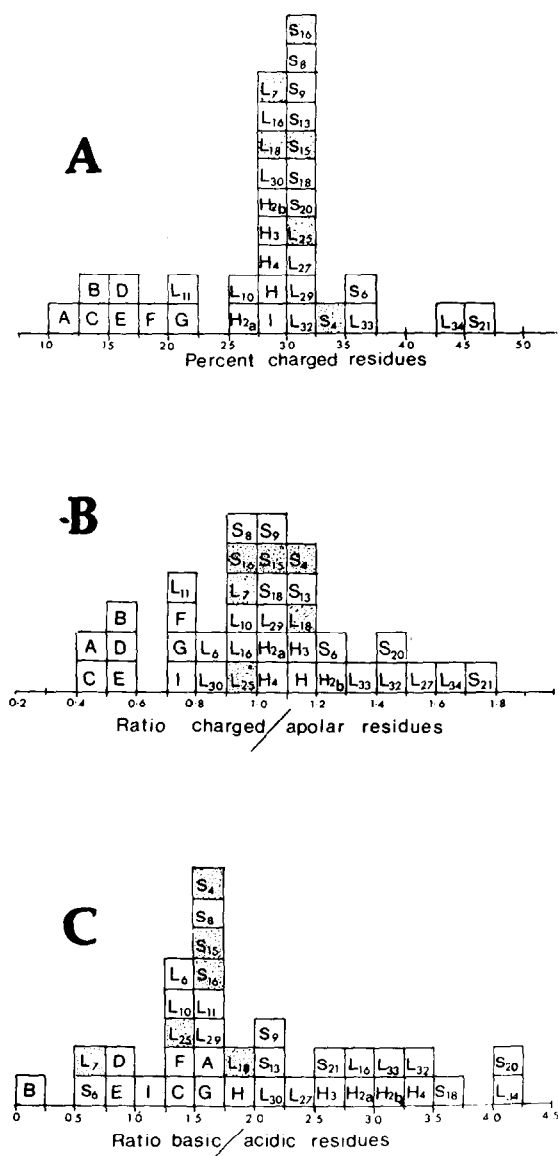 S16
S8
L7 S9
L16 S13
A
L18 S15
L30 S18
H2b S20
H3 L25
H4 L27
B D L11 L10 H L29 S6
A C E F G H2a I L32 S4 L33 L34 S21
10 15 20 25 30 35 40 45 50
Percent charged residues
B
S8 S9
S16 S15 S4
L11 L7 S18 S13
B F L10 L29 L18
A D G L6 L16 H2a H3 S6 S20
C E I L30 L25 H4 H H2b L33 L32 L27 L34 S21
0·2 0·4 0·6 0·8 1·0 1·2 1·4 1·6 1·8
Ratio charged/apolar residues
C
S4
S8
S15
L6 S16
L10 L11
L25 L29 S9
L7 D F A L18 S13 S21 L16 L33 L32 S20
B S6 E I C G H L30 L27 H3 H2a H2b H4 S18 L34
0 ·5 1·0 1·5 2·0 2·5 3·0 3·5 4·0 4·5
Ratio basic/acidic residues